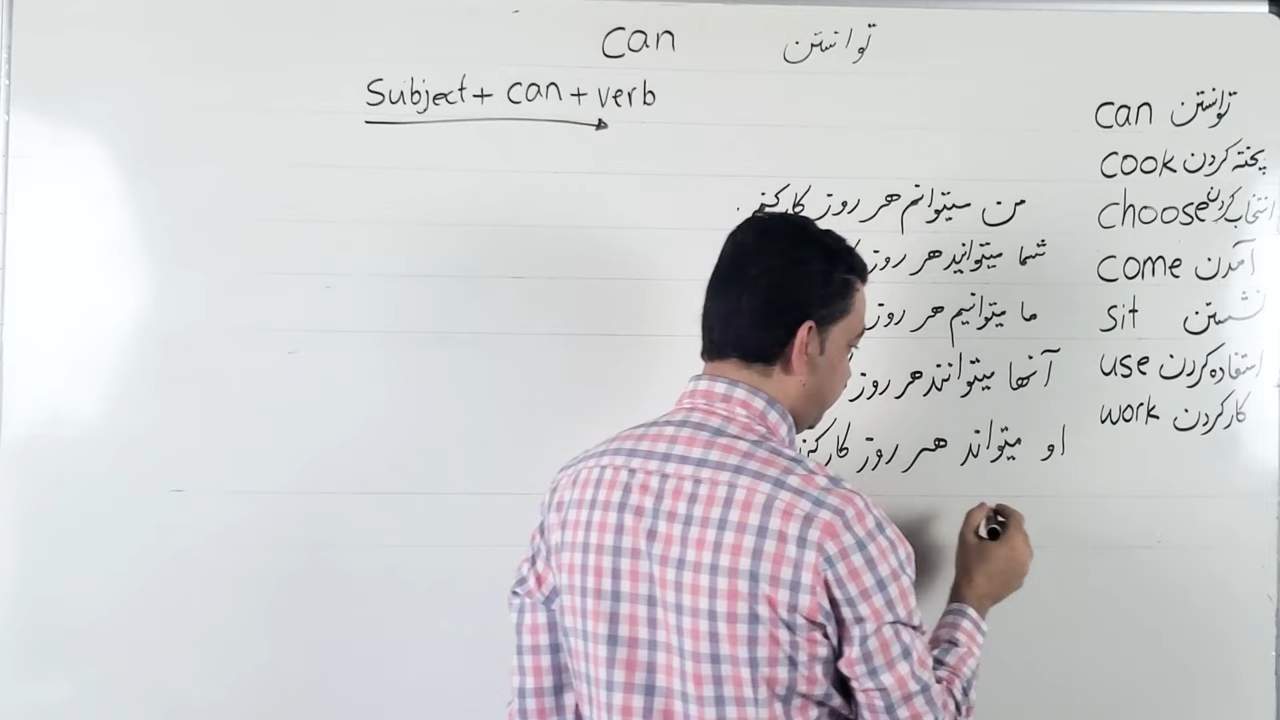 can توانستن
Subject + can + verb
can توانستن
cook پخته کردن
choose انتخاب کردن
come آمدن
sit نشستن
use استفاده کردن
work کار کردن
من میتوانم هر روز کار کنم.
شما میتوانید هر روز
ما میتوانیم هر روز
آنها میتوانند هر روز
او میتواند هر روز کار